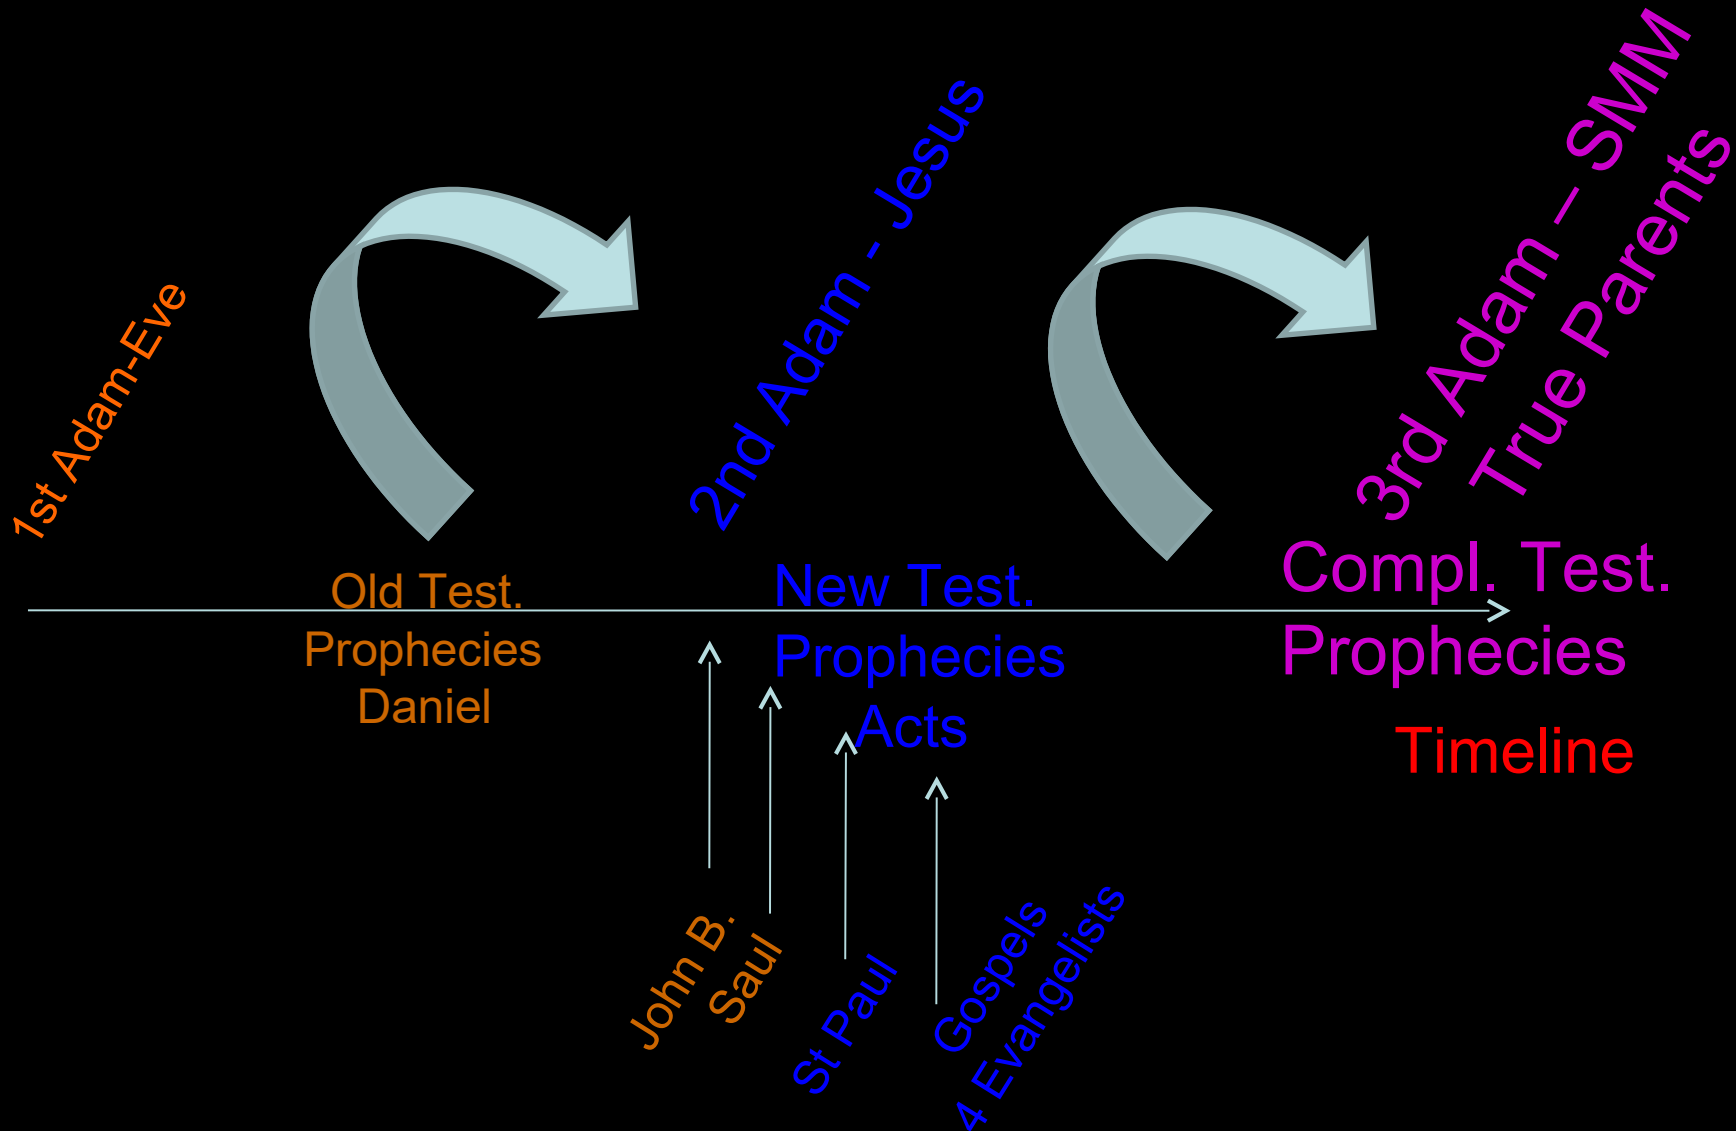 1st Adam-Eve
2nd Adam - Jesus
3rd Adam – SMM
True Parents
Old Test.
Prophecies
Daniel
New Test.
Prophecies
Acts
Compl. Test.
Prophecies
Timeline
John B.
Saul
St Paul
Gospels
4 Evangelists